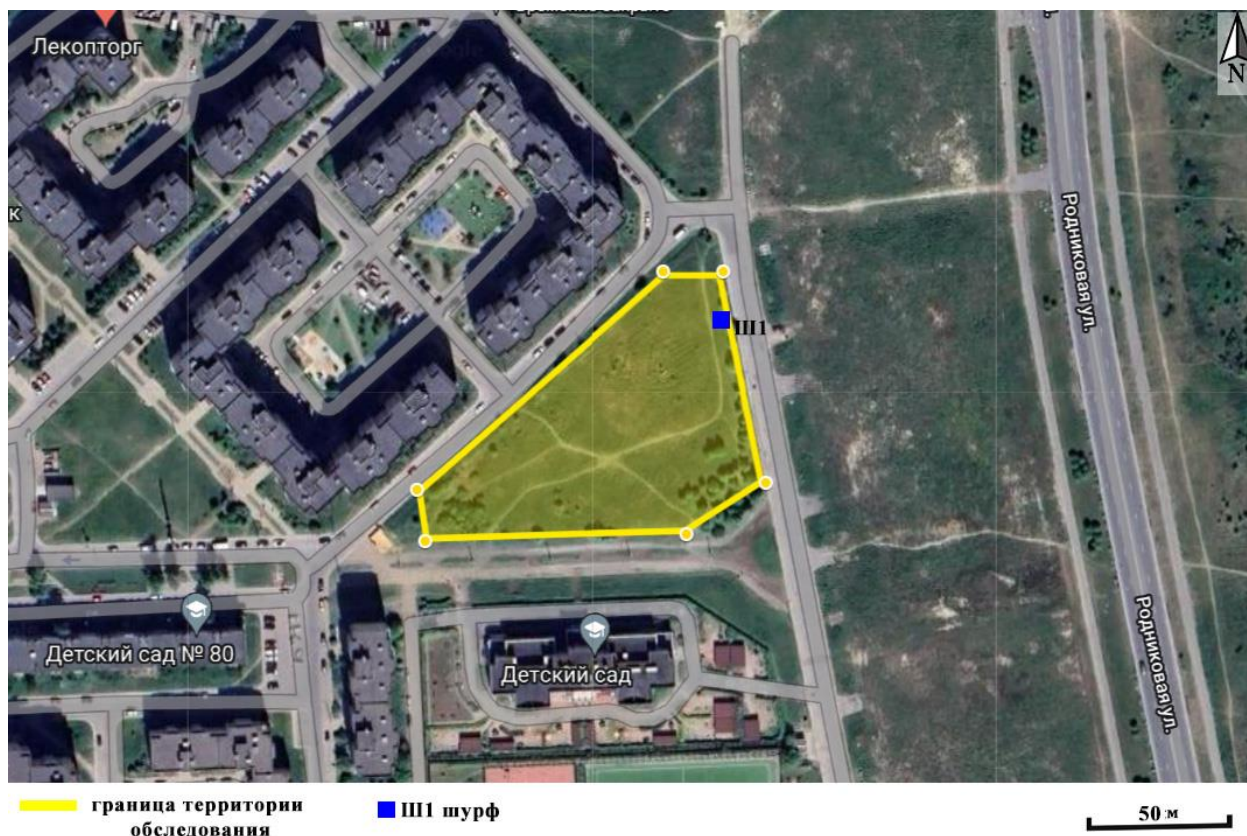 Лекопторг
N
к
Родниковая ул.
Ш1
Родниковая ул.
Детский сад № 80
Детский сад
граница территории
обследования
Ш1 шурф
50 м